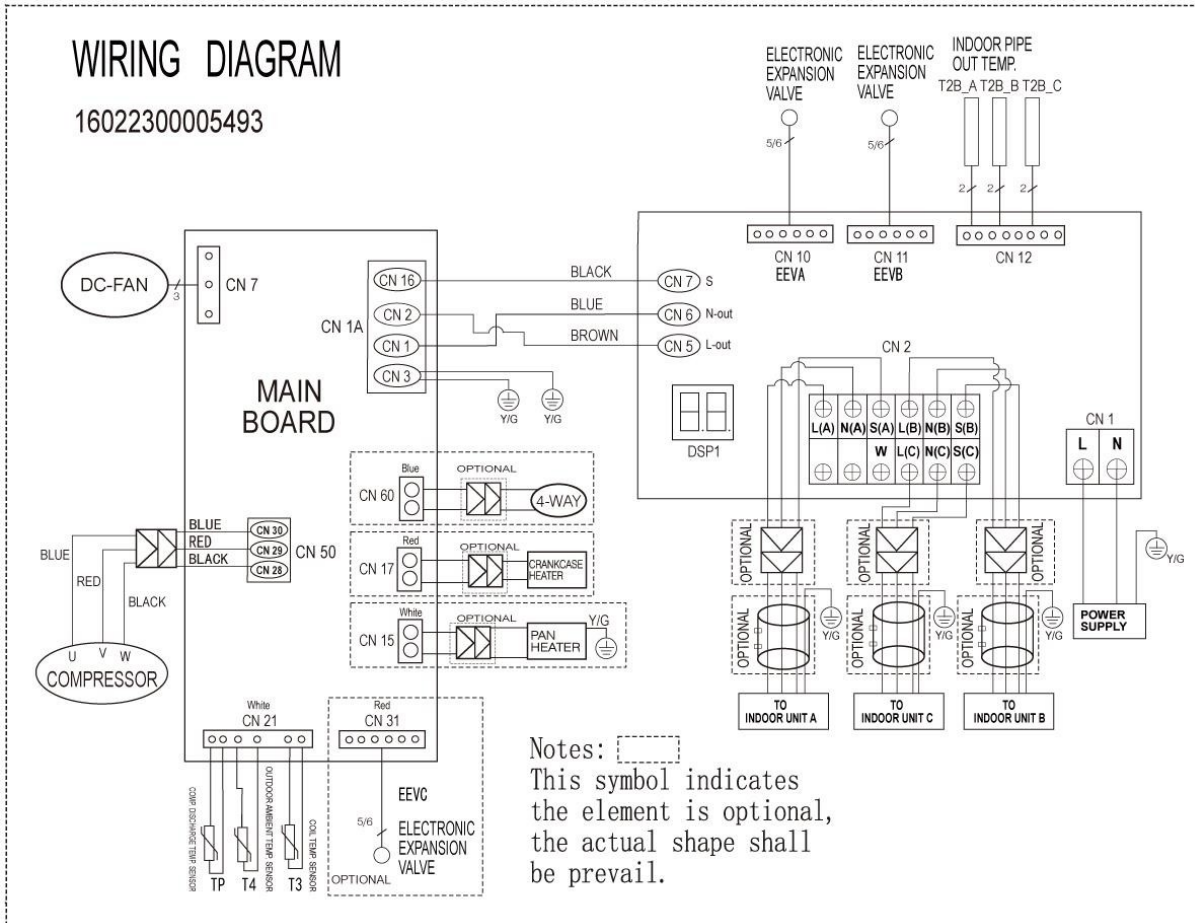 WIRING DIAGRAM
16022300005493
ELECTRONIC
EXPANSION
VALVE
ELECTRONIC
EXPANSION
VALVE
INDOOR PIPE
OUT TEMP.
T2B_A T2B_B T2B_C
5/6
5/6
2
2
2
CN 10
EEVA
CN 11
EEVB
CN 12
DC-FAN
3
CN 7
CN 1A
CN 16
CN 2
CN 1
CN 3
BLACK
BLUE
BROWN
CN 7 S
CN 6 N-out
CN 5 L-out
Y/G
Y/G
MAIN
BOARD
DSP1
CN 2
L(A) N(A) S(A) L(B) N(B) S(B)
W L(C) N(C) S(C)
CN 1
L N
Blue
CN 60
OPTIONAL
4-WAY
Red
CN 17
OPTIONAL
CRANKCASE
HEATER
White
CN 15
OPTIONAL
PAN
HEATER
Y/G
BLUE
RED
BLACK
CN 30
CN 29
CN 28
CN 50
BLUE
RED
BLACK
U V W
COMPRESSOR
OPTIONAL
OPTIONAL
OPTIONAL
OPTIONAL
OPTIONAL
OPTIONAL
Y/G
Y/G
Y/G
Y/G
POWER
SUPPLY
TO
INDOOR UNIT A
TO
INDOOR UNIT C
TO
INDOOR UNIT B
White
CN 21
COMP DISCHARGE TEMP SENSOR
TP
OUTDOOR AMBIENT TEMP SENSOR
T4
COIL TEMP. SENSOR
T3
Red
CN 31
EEVC
5/6
ELECTRONIC
EXPANSION
VALVE
OPTIONAL
Notes:
This symbol indicates
the element is optional,
the actual shape shall
be prevail.